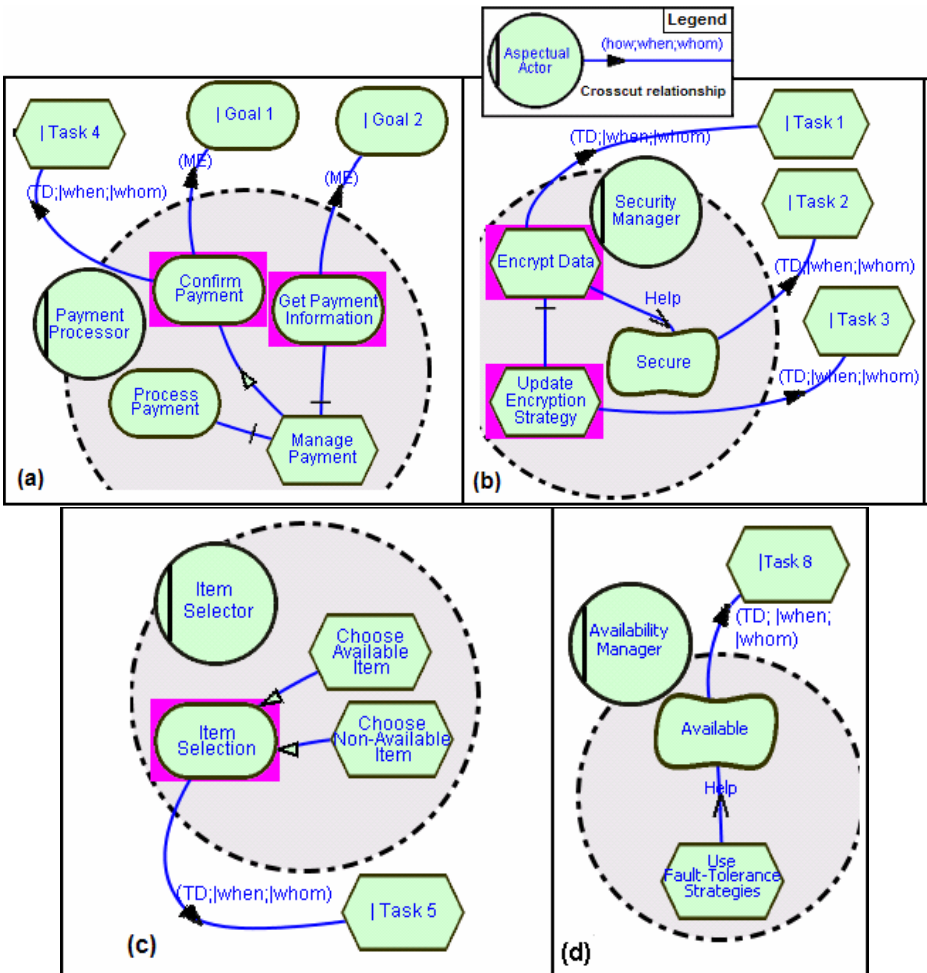 Legend
Aspectual
Actor
(how;when;whom)
Crosscut relationship
| Task 4
| Goal 1
| Goal 2
(ME)
(ME)
(TD;|when;|whom)
Confirm
Payment
Get Payment
Information
Payment
Processor
Process
Payment
Manage
Payment
(a)
| Task 1
(TD;|when;|whom)
Security
Manager
| Task 2
Encrypt Data
(TD;|when;|whom)
Help
| Task 3
Secure
(TD;|when;|whom)
Update
Encryption
Strategy
(b)
Item
Selector
Choose
Available
Item
Item
Selection
Choose
Non-Available
Item
(TD;|when;|whom)
| Task 5
(c)
|Task 8
(TD; |when;
|whom)
Availability
Manager
Available
Help
Use
Fault-Tolerance
Strategies
(d)